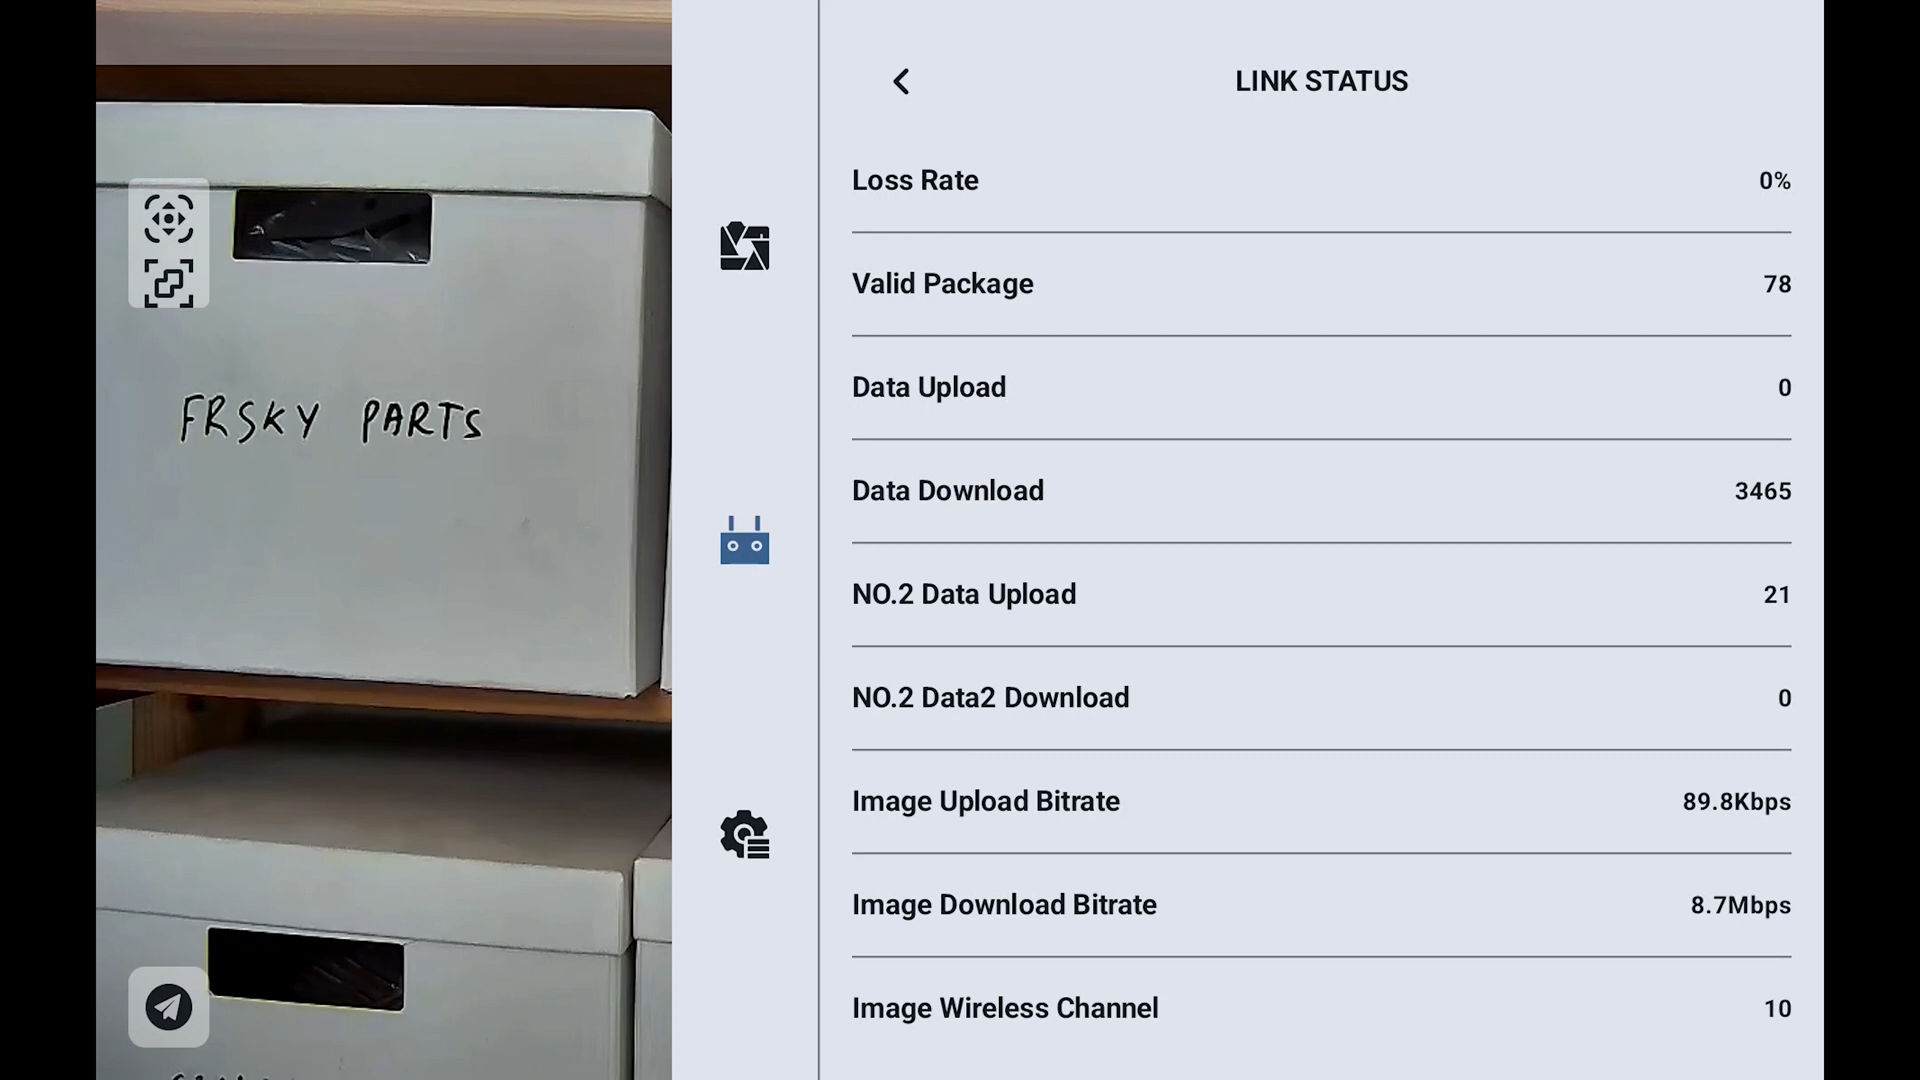 LINK STATUS
Loss Rate 0%
Valid Package 78
Data Upload 0
Data Download 3465
NO.2 Data Upload 21
NO.2 Data2 Download 0
Image Upload Bitrate 89.8Kbps
Image Download Bitrate 8.7Mbps
Image Wireless Channel 10
FRSKY PARTS